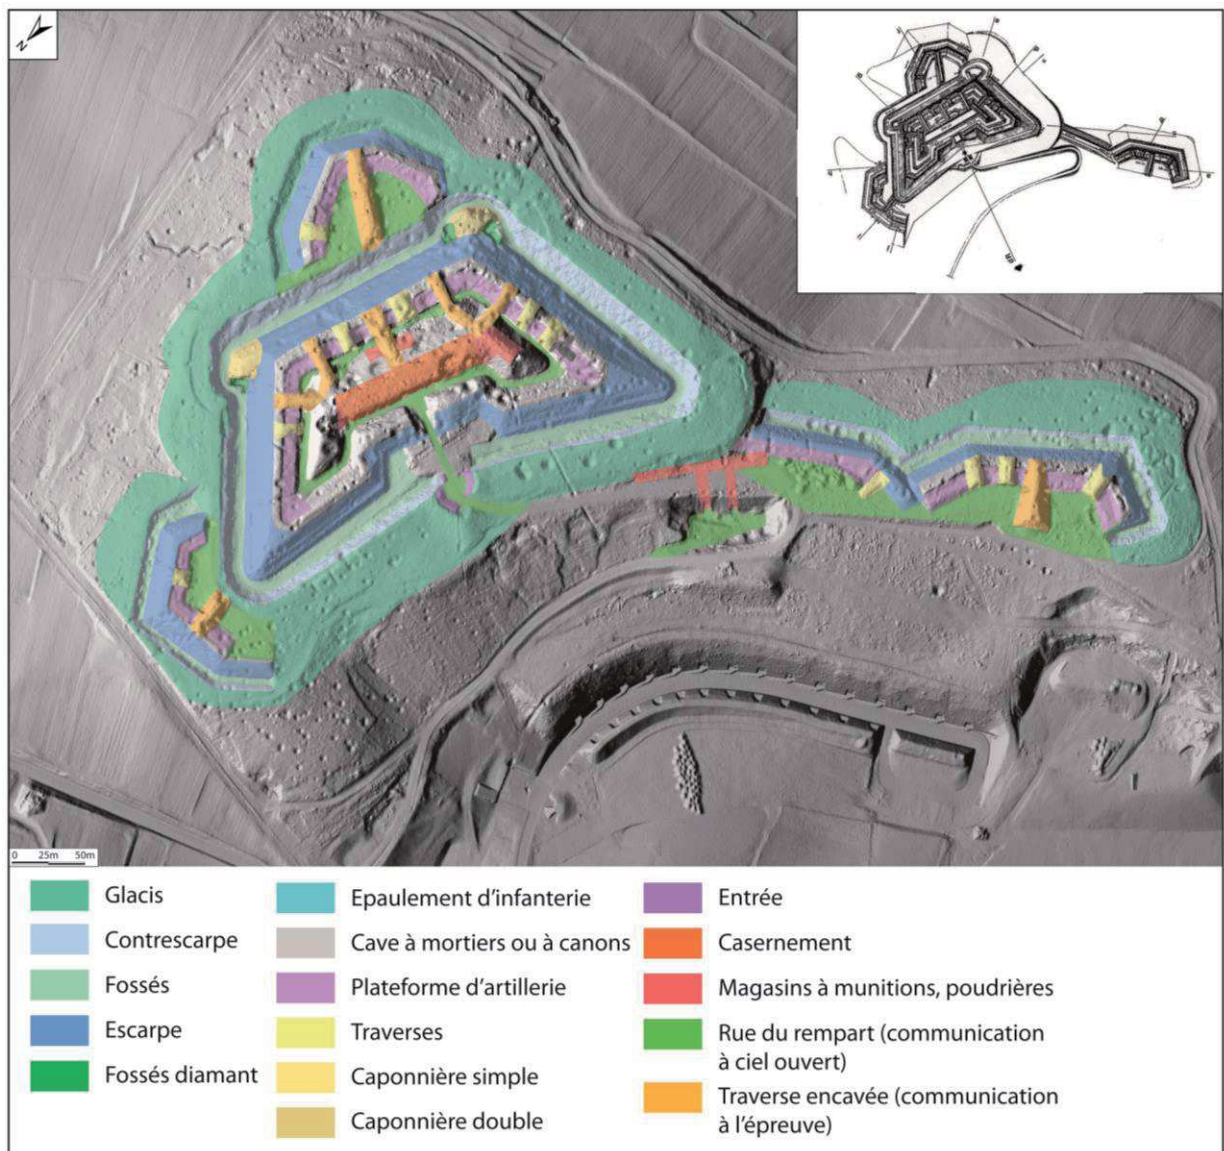 N
0 25m 50m
Glacis
Contrescarpe
Fossés
Escarpe
Fossés diamant
Epaulement d'infanterie
Cave à mortiers ou à canons
Plateforme d'artillerie
Traverses
Caponnière simple
Caponnière double
Entrée
Casernement
Magasins à munitions, poudrières
Rue du rempart (communication
à ciel ouvert)
Traverse encavée (communication
à l'épreuve)